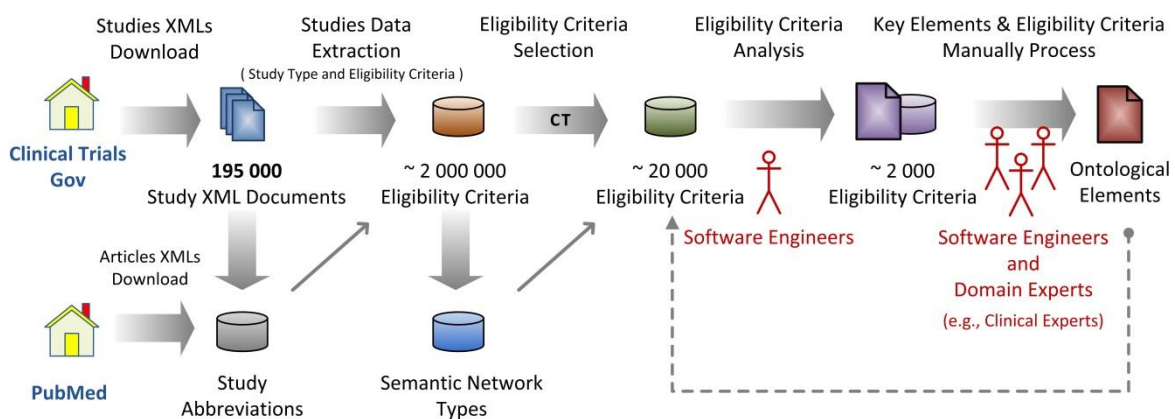 Studies XMLs
Download
Studies Data
Extraction
( Study Type and Eligibility Criteria )
Eligibility Criteria
Selection
Eligibility Criteria
Analysis
Key Elements & Eligibility Criteria
Manually Process
CT
Clinical Trials
Gov
195 000
Study XML Documents
~ 2 000 000
Eligibility Criteria
~ 20 000
Eligibility Criteria
~ 2 000
Eligibility Criteria
Ontological
Elements
Software Engineers
Software Engineers
and
Domain Experts
(e.g., Clinical Experts)
Articles XMLs
Download
PubMed
Study
Abbreviations
Semantic Network
Types